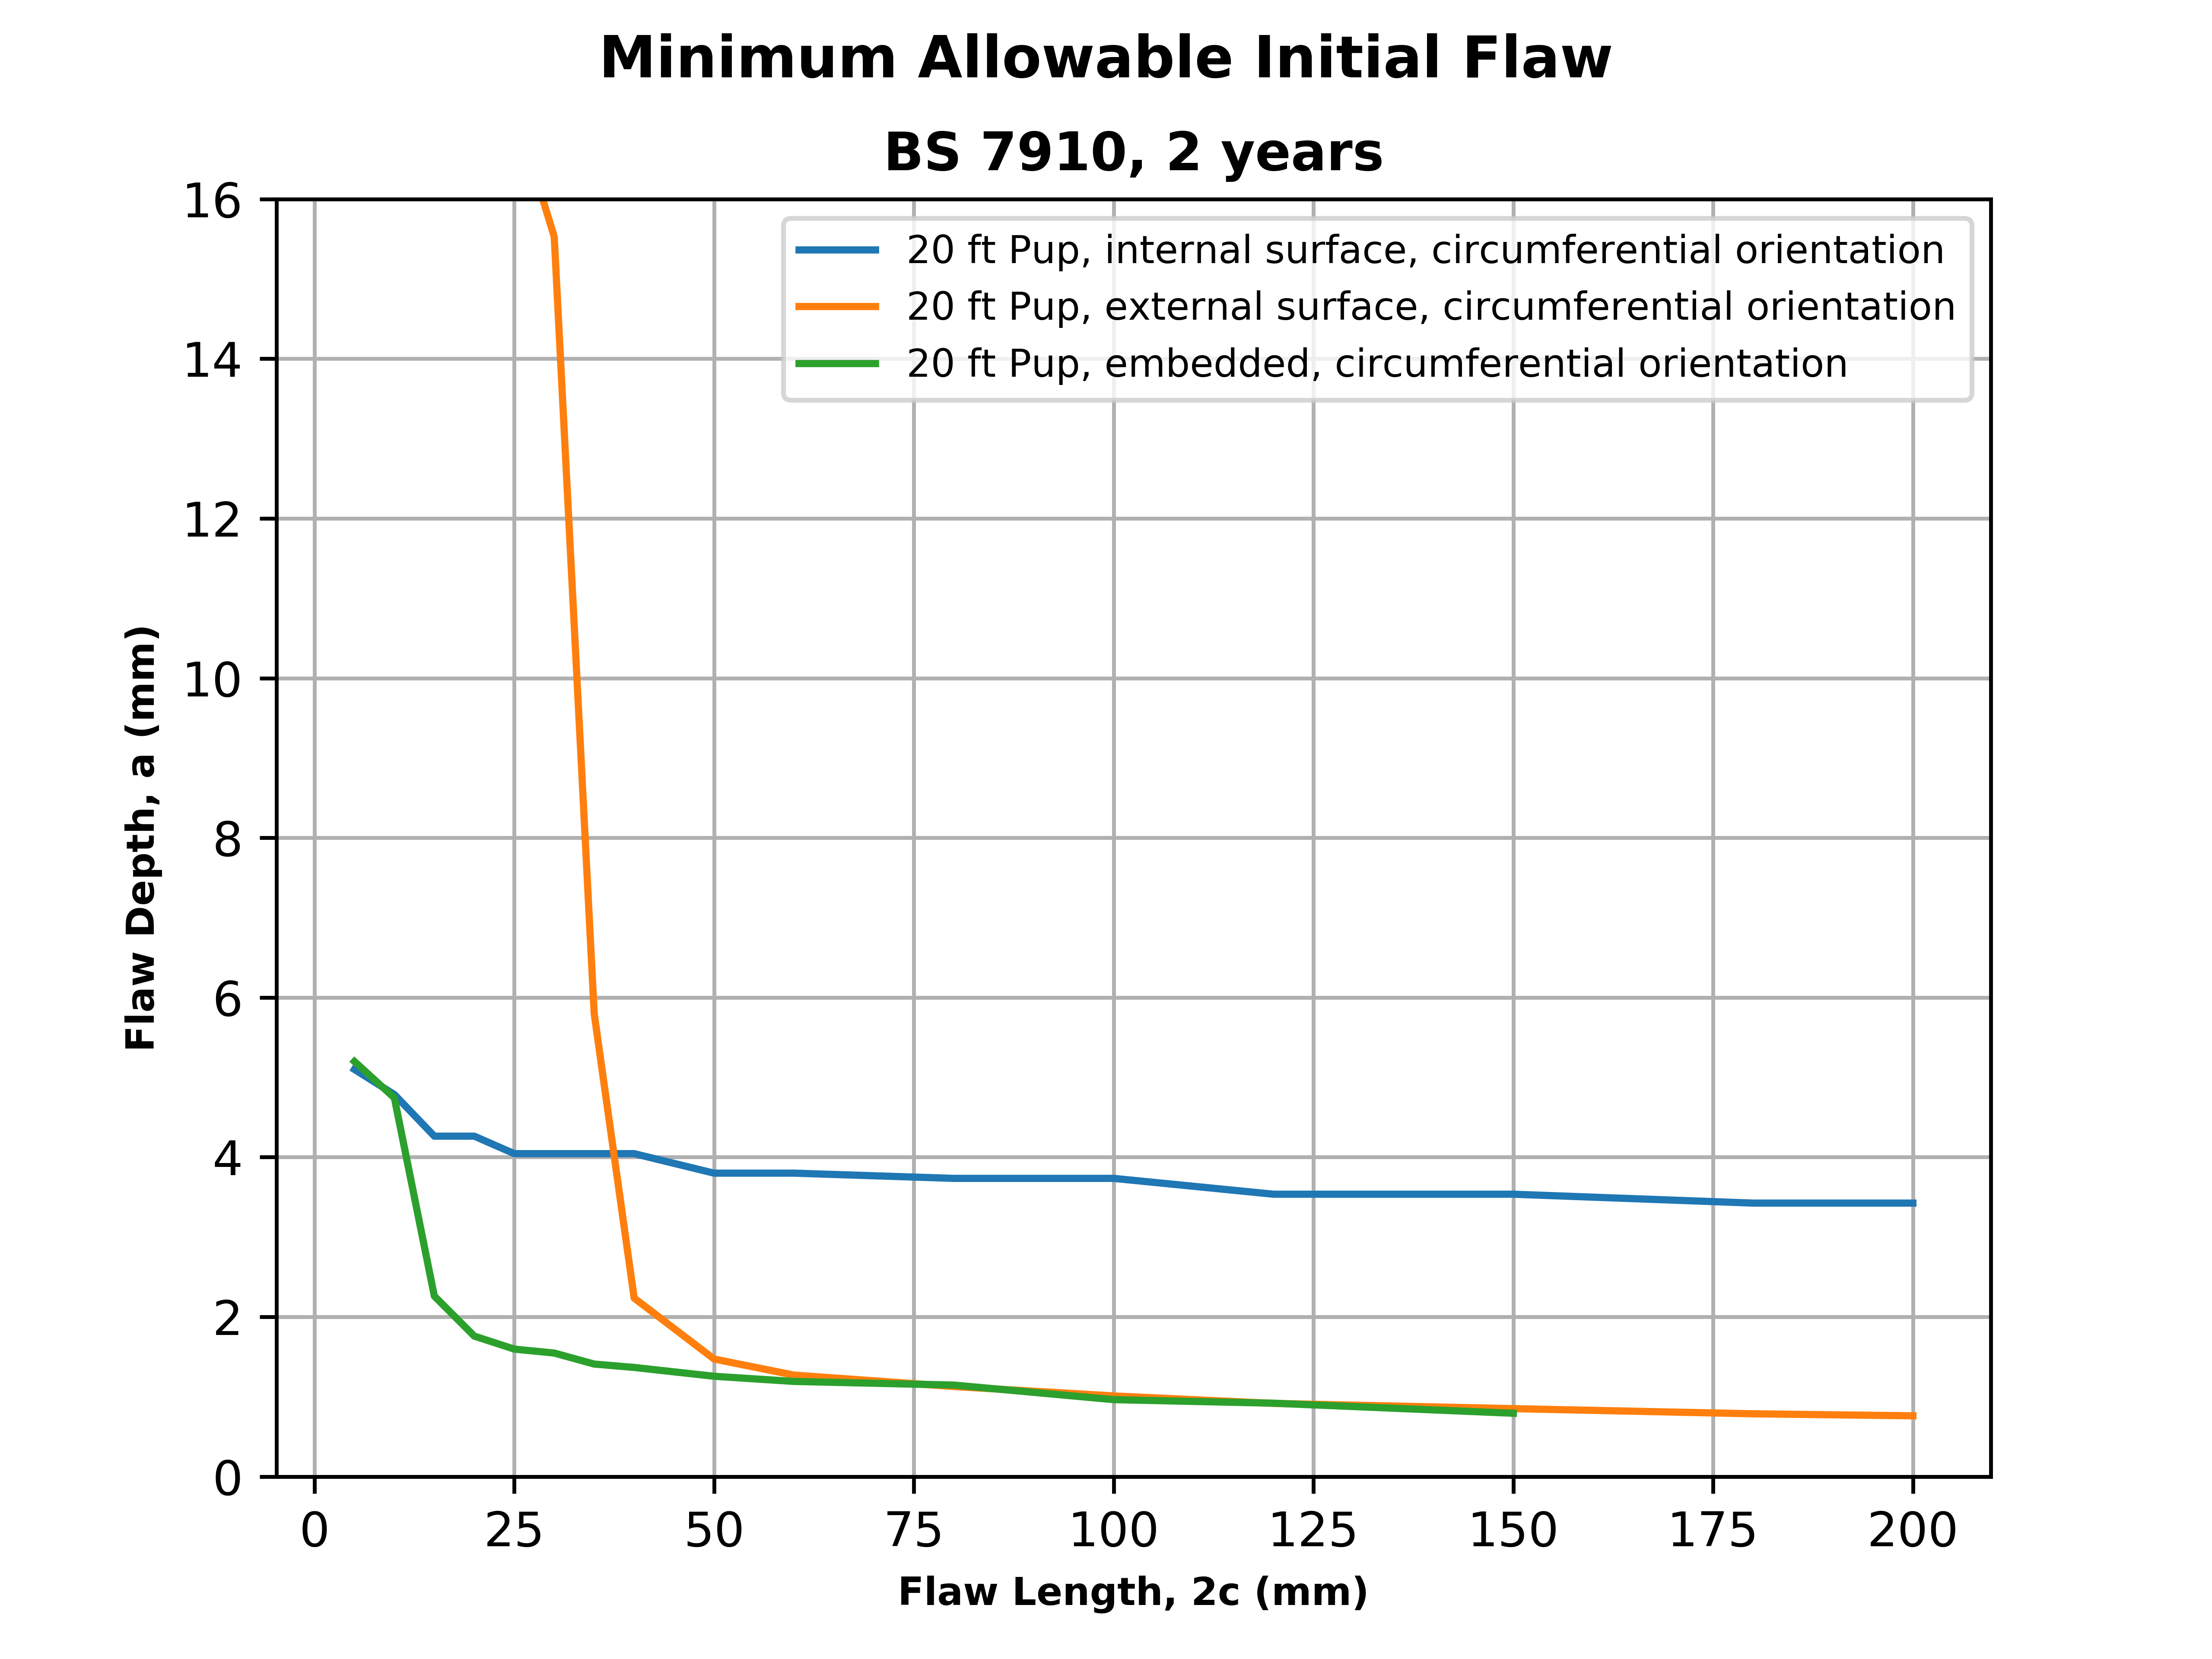 Minimum Allowable Initial Flaw
BS 7910, 2 years
20 ft Pup, internal surface, circumferential orientation
20 ft Pup, external surface, circumferential orientation
20 ft Pup, embedded, circumferential orientation
Flaw Depth, a (mm)
16
14
12
10
8
6
4
2
0
0 25 50 75 100 125 150 175 200
Flaw Length, 2c (mm)